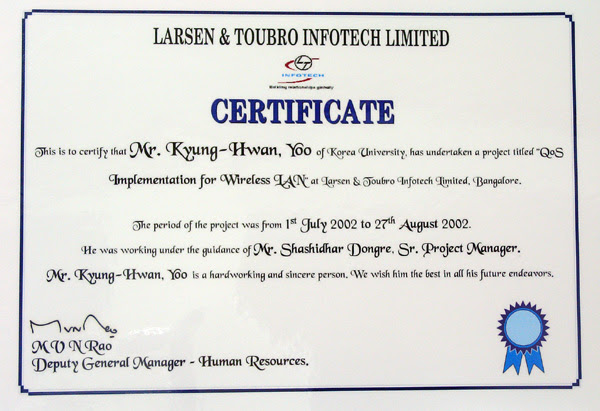 LARSEN & TOUBRO INFOTECH LIMITED
LT
INFOTECH
Building relationships globally
CERTIFICATE
This is to certify that Mr. Kyung-Hwan, Yoo of Korea University, has undertaken a project titled "QoS
Implementation for Wireless LAN" at Larsen & Toubro Infotech Limited, Bangalore.
The period of the project was from 1st July 2002 to 27th August 2002.
He was working under the guidance of Mr. Shashidhar Dongre, Sr. Project Manager.
Mr. Kyung-Hwan, Yoo is a hardworking and sincere person. We wish him the best in all his future endeavors.
M V N Rao
Deputy General Manager - Human Resources.